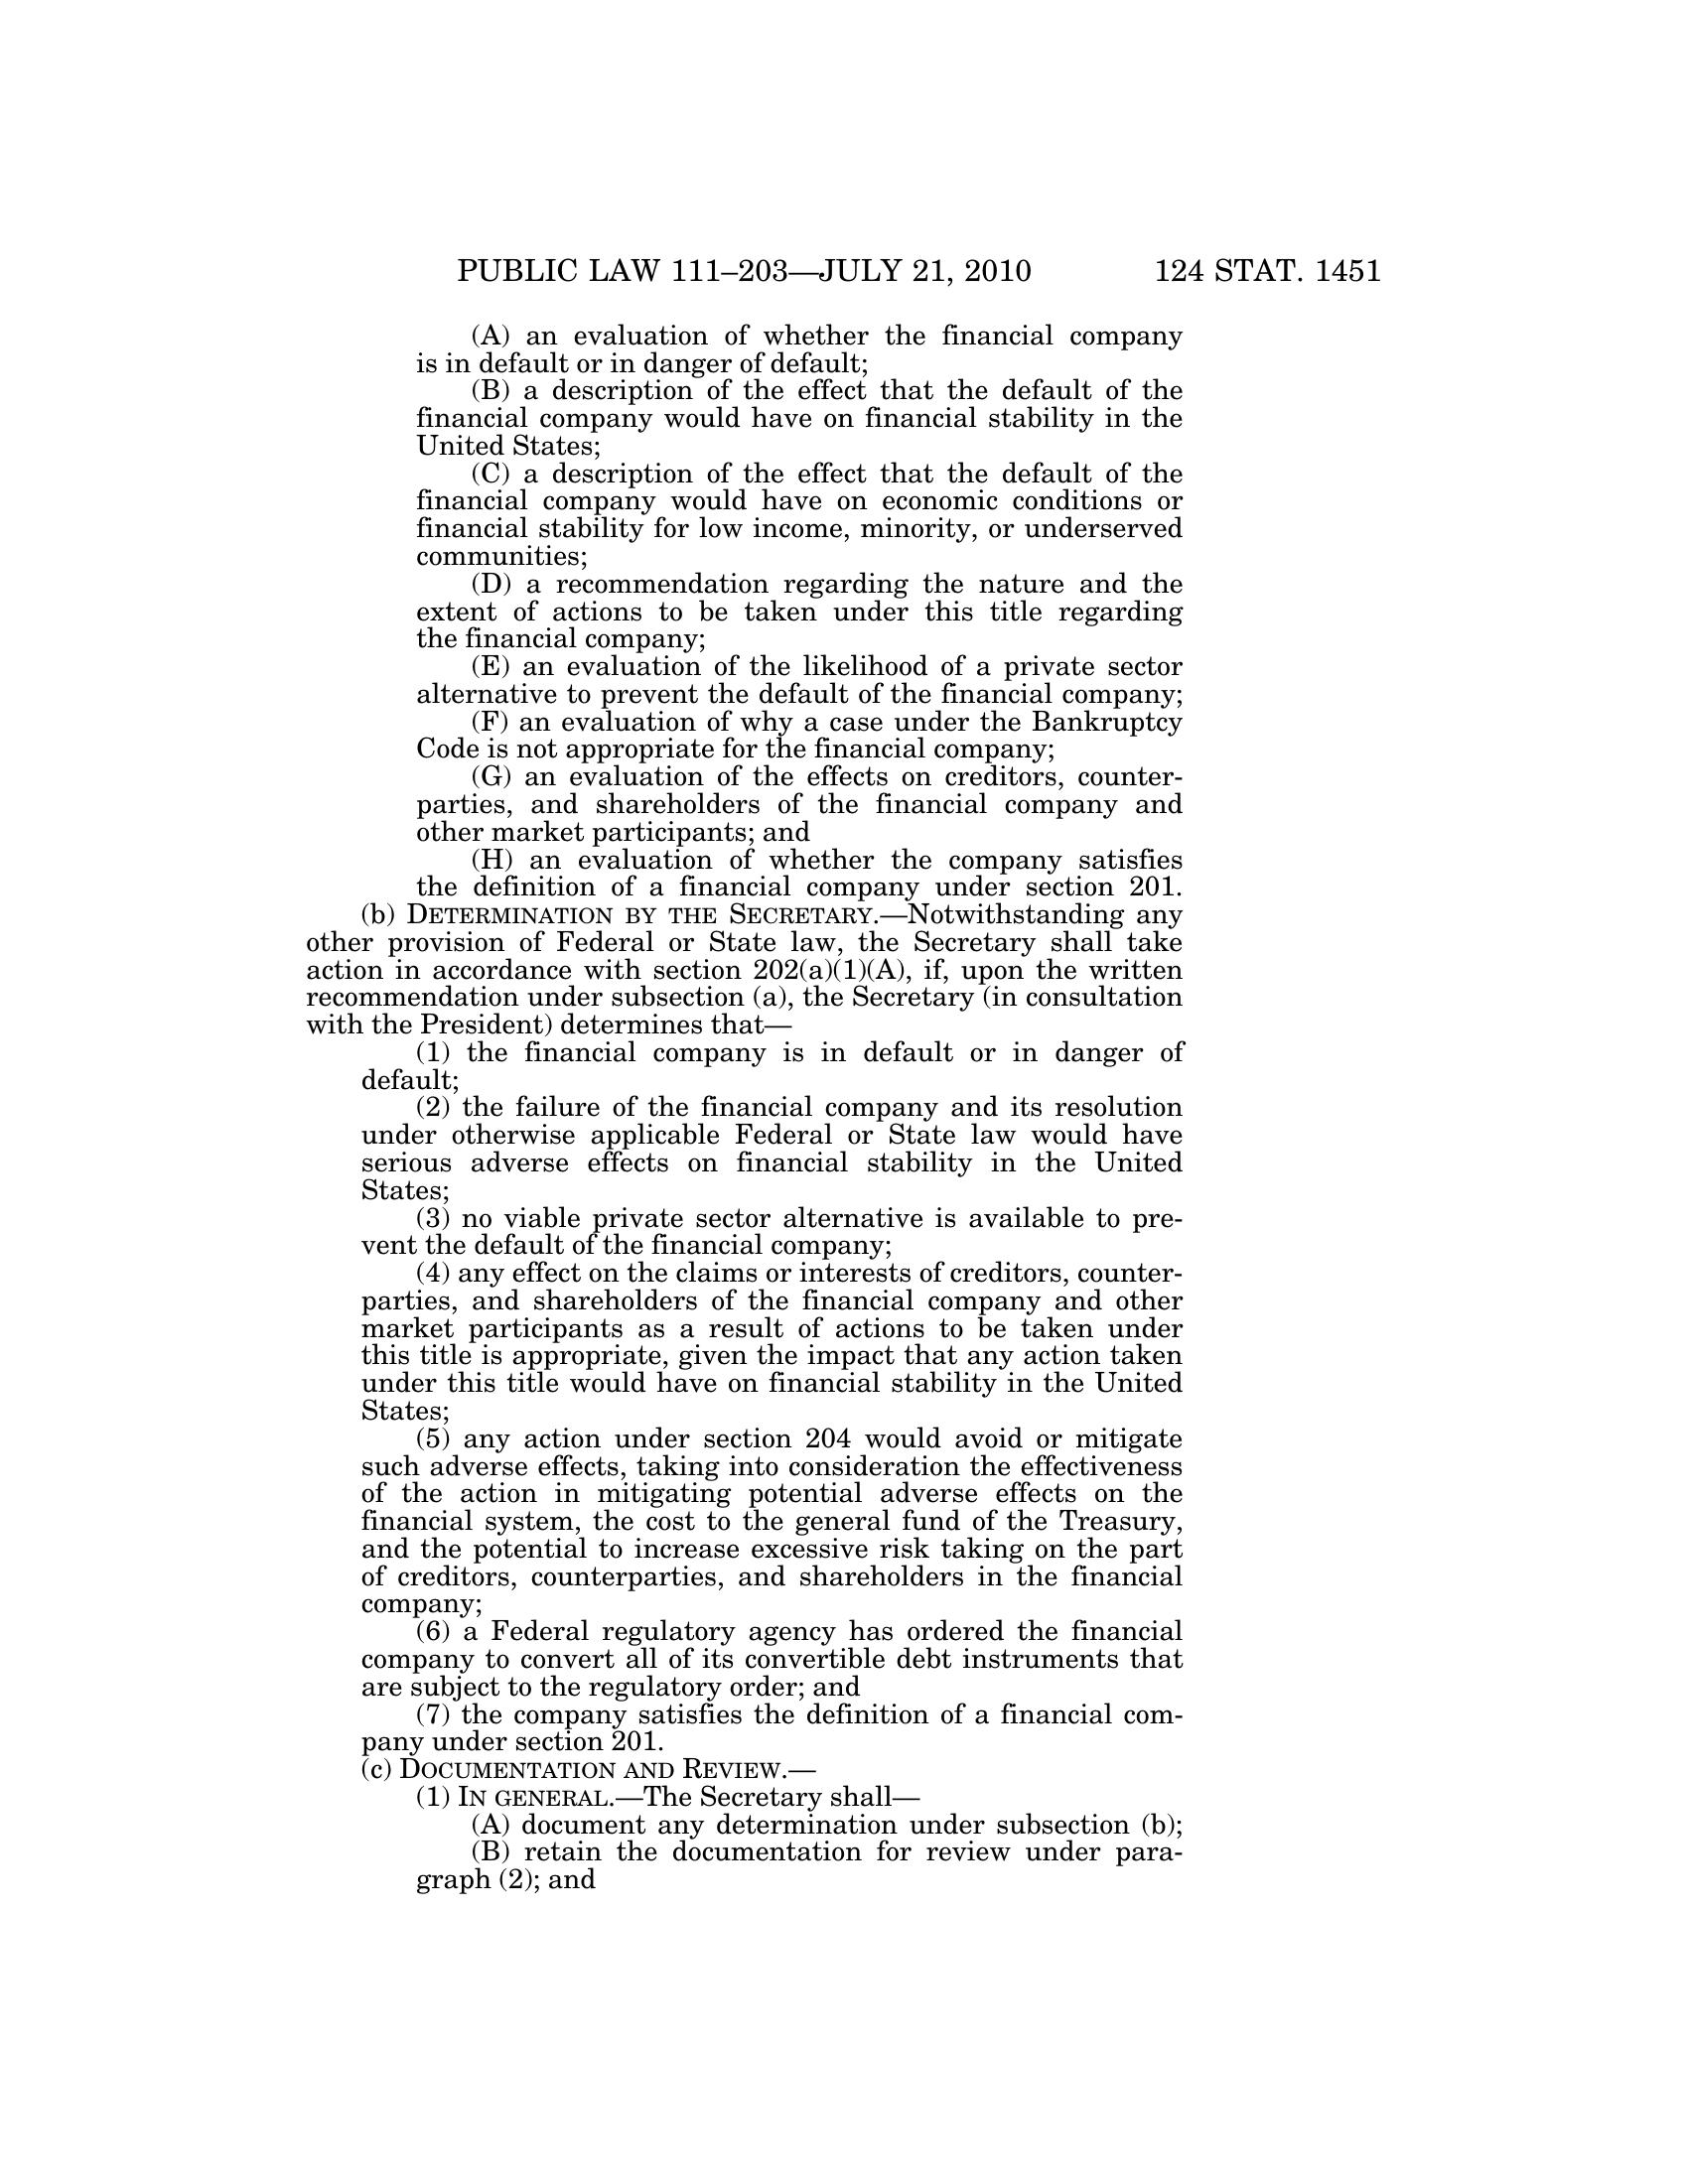 PUBLIC LAW 111–203—JULY 21, 2010 124 STAT. 1451
(A) an evaluation of whether the financial company
is in default or in danger of default;
(B) a description of the effect that the default of the
financial company would have on financial stability in the
United States;
(C) a description of the effect that the default of the
financial company would have on economic conditions or
financial stability for low income, minority, or underserved
communities;
(D) a recommendation regarding the nature and the
extent of actions to be taken under this title regarding
the financial company;
(E) an evaluation of the likelihood of a private sector
alternative to prevent the default of the financial company;
(F) an evaluation of why a case under the Bankruptcy
Code is not appropriate for the financial company;
(G) an evaluation of the effects on creditors, counter-
parties, and shareholders of the financial company and
other market participants; and
(H) an evaluation of whether the company satisfies
the definition of a financial company under section 201.
(b) DETERMINATION BY THE SECRETARY.—Notwithstanding any
other provision of Federal or State law, the Secretary shall take
action in accordance with section 202(a)(1)(A), if, upon the written
recommendation under subsection (a), the Secretary (in consultation
with the President) determines that—
(1) the financial company is in default or in danger of
default;
(2) the failure of the financial company and its resolution
under otherwise applicable Federal or State law would have
serious adverse effects on financial stability in the United
States;
(3) no viable private sector alternative is available to pre-
vent the default of the financial company;
(4) any effect on the claims or interests of creditors, counter-
parties, and shareholders of the financial company and other
market participants as a result of actions to be taken under
this title is appropriate, given the impact that any action taken
under this title would have on financial stability in the United
States;
(5) any action under section 204 would avoid or mitigate
such adverse effects, taking into consideration the effectiveness
of the action in mitigating potential adverse effects on the
financial system, the cost to the general fund of the Treasury,
and the potential to increase excessive risk taking on the part
of creditors, counterparties, and shareholders in the financial
company;
(6) a Federal regulatory agency has ordered the financial
company to convert all of its convertible debt instruments that
are subject to the regulatory order; and
(7) the company satisfies the definition of a financial com-
pany under section 201.
(c) DOCUMENTATION AND REVIEW.—
(1) IN GENERAL.—The Secretary shall—
(A) document any determination under subsection (b);
(B) retain the documentation for review under para-
graph (2); and